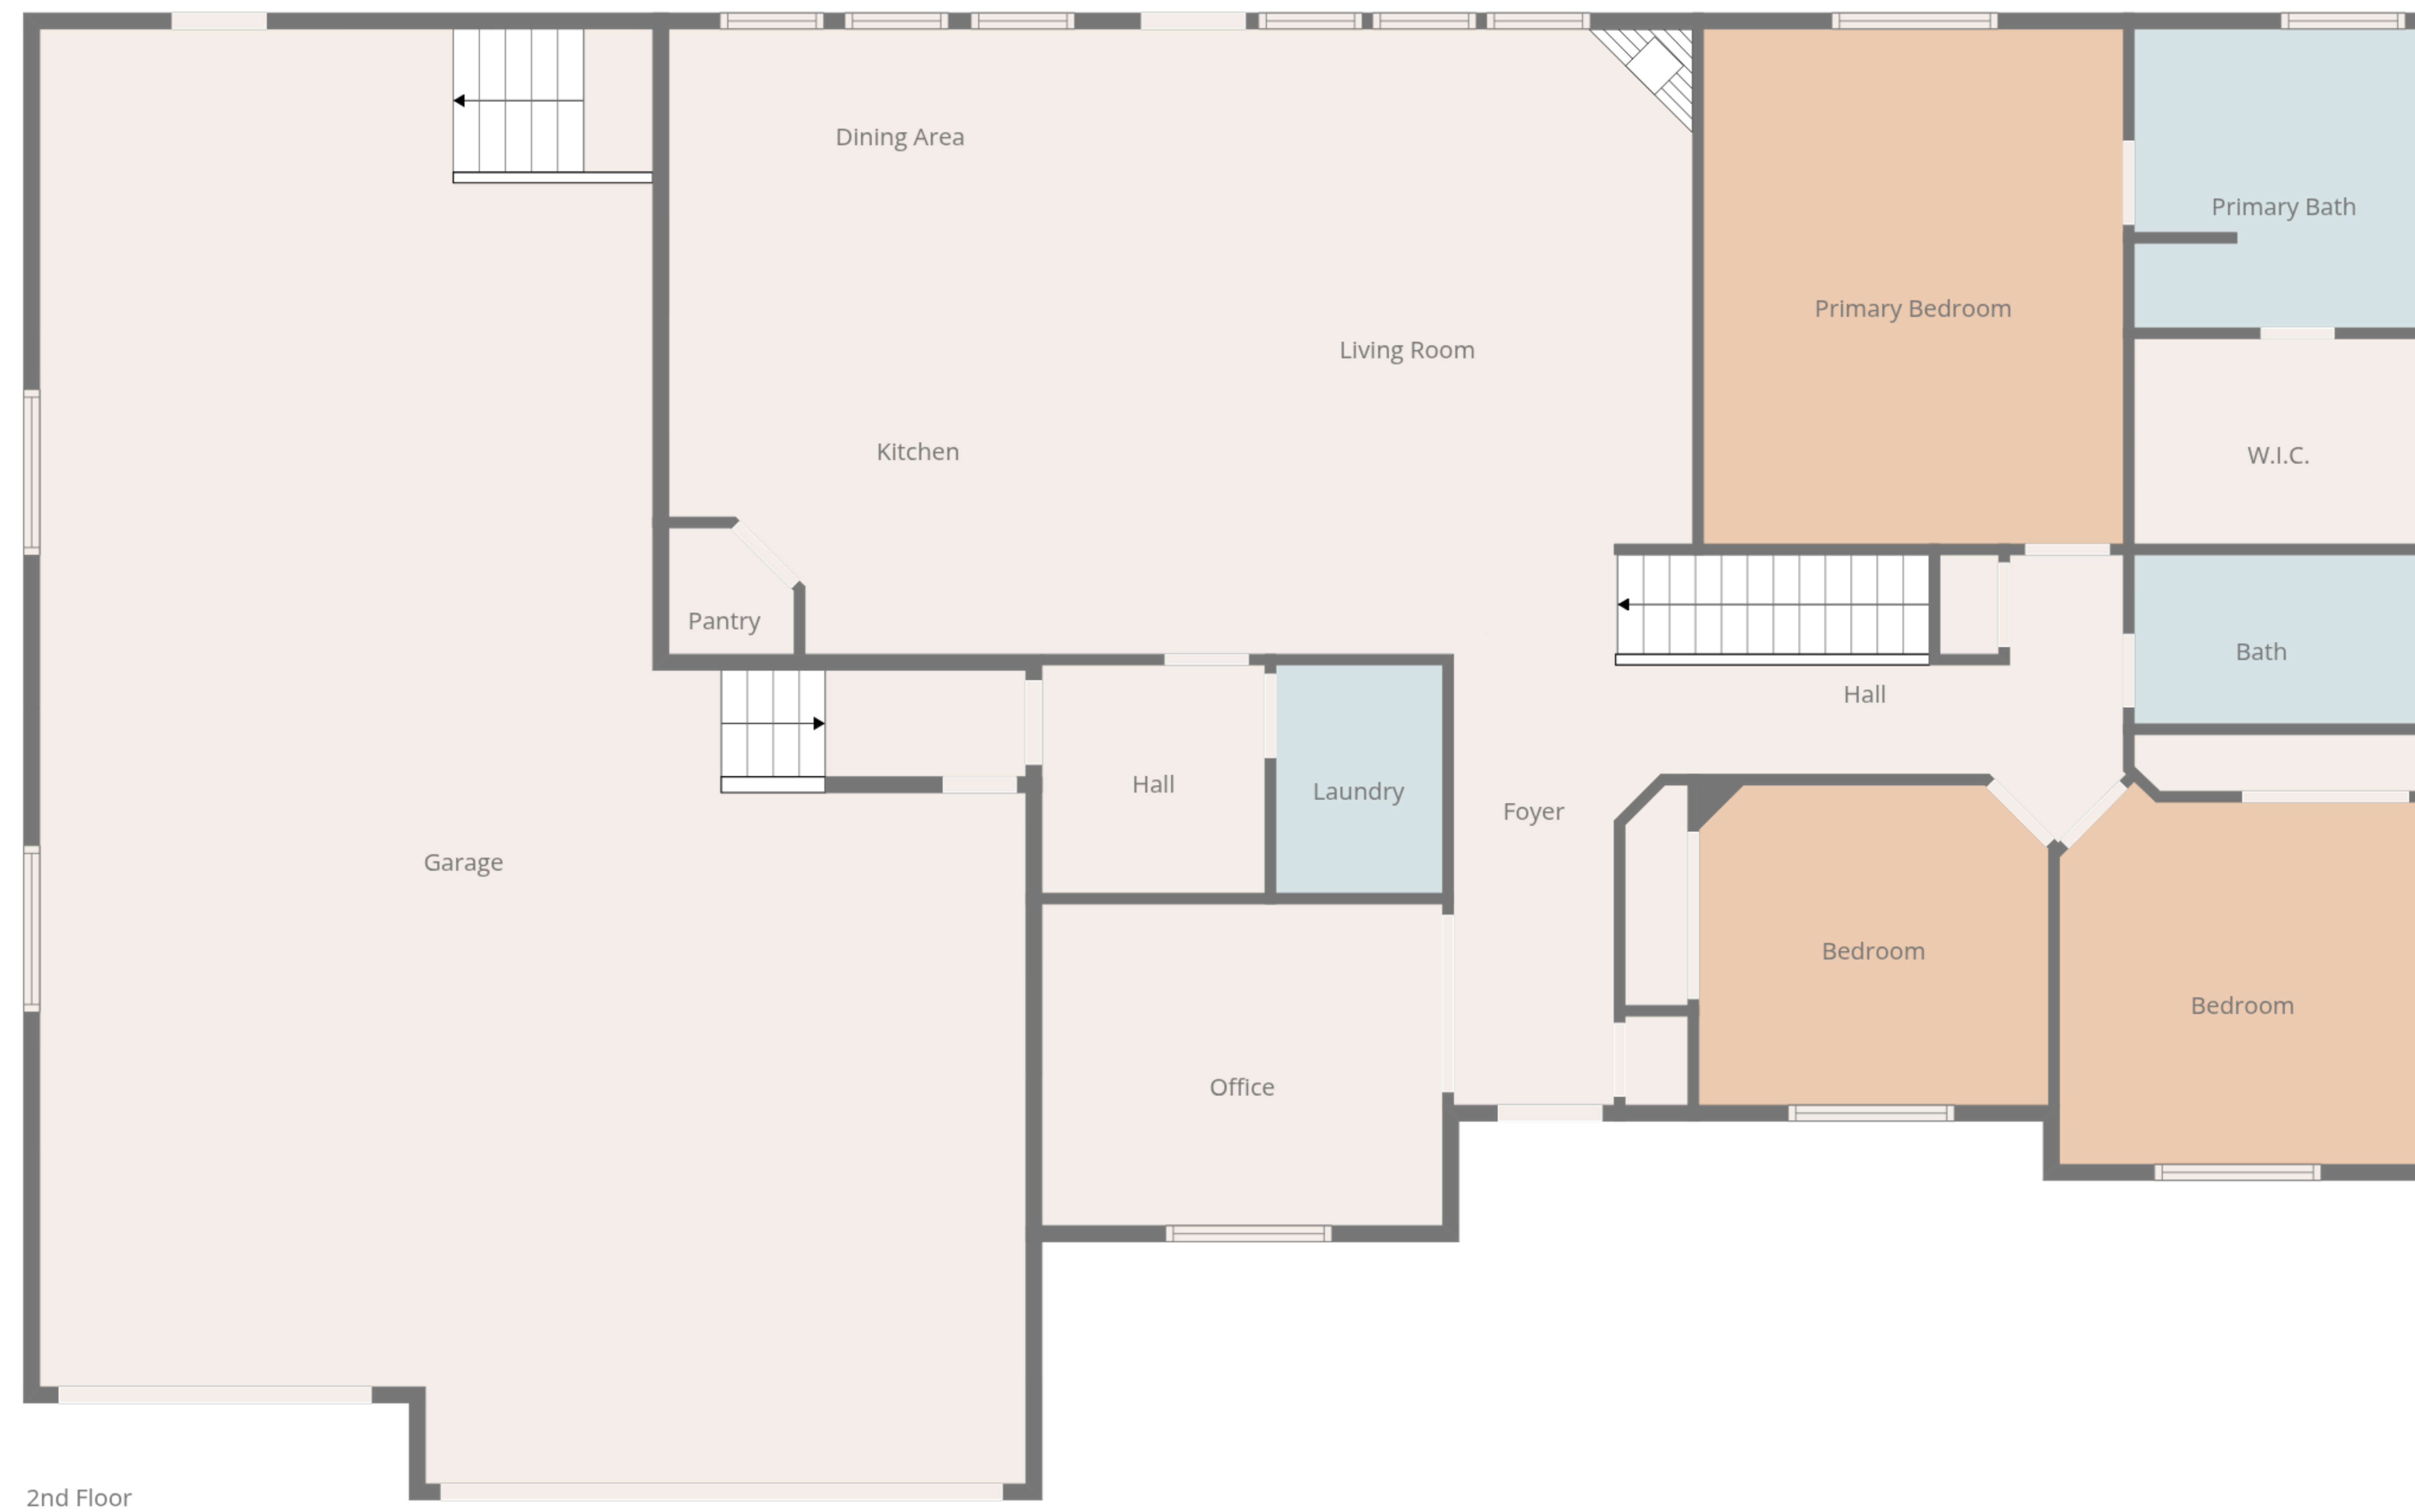 Dining Area
Primary Bath
Primary Bedroom
Living Room
Kitchen
W.I.C.
Pantry
Bath
Hall
Hall
Laundry
Foyer
Garage
Bedroom
Bedroom
Office
2nd Floor